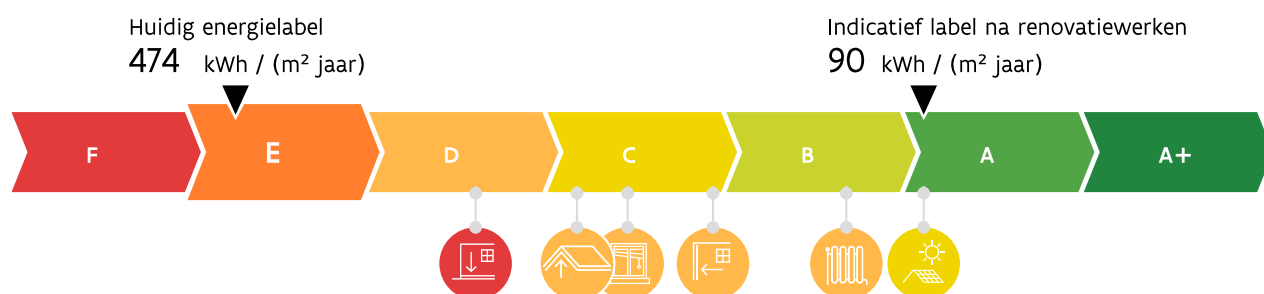 Huidig energielabel
474 kWh / (m² jaar)
Indicatief label na renovatiewerken
90 kWh / (m² jaar)
F E D C B A A+